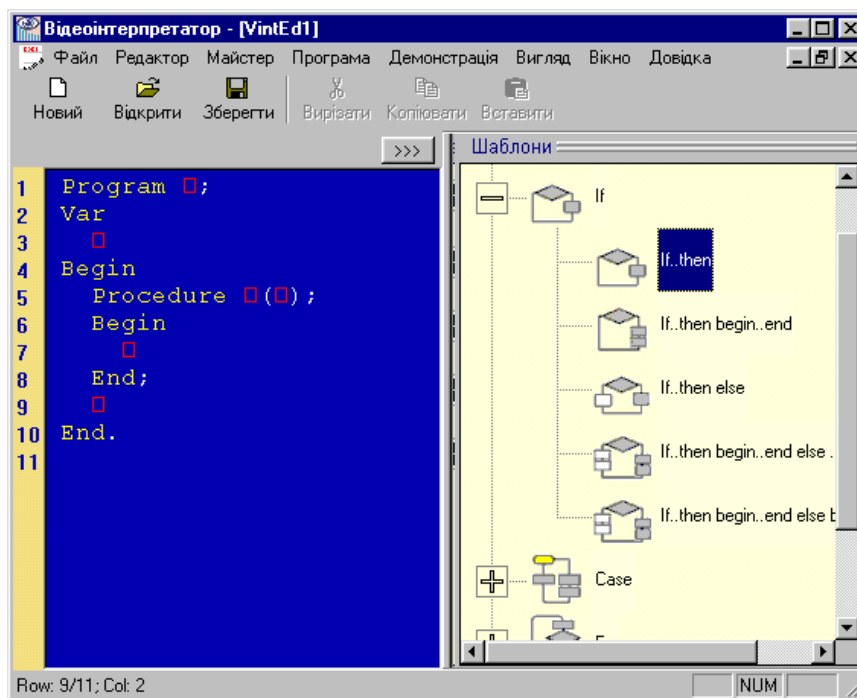 Відеоінтерпретатор - [VintEd1]
Файл Редактор Майстер Програма Демонстрація Вигляд Вікно Довідка
Новий Відкрити Зберегти Вирізати Копіювати Вставити
>>> Шаблони
1 Program ;
2 Var
3
4 Begin
5 Procedure ( );
6 Begin
7
8 End;
9
10 End.
11
If
If..then
If..then begin..end
If..then else
If..then begin..end else .
If..then begin..end else b
Case
Row: 9/11; Col: 2 NUM